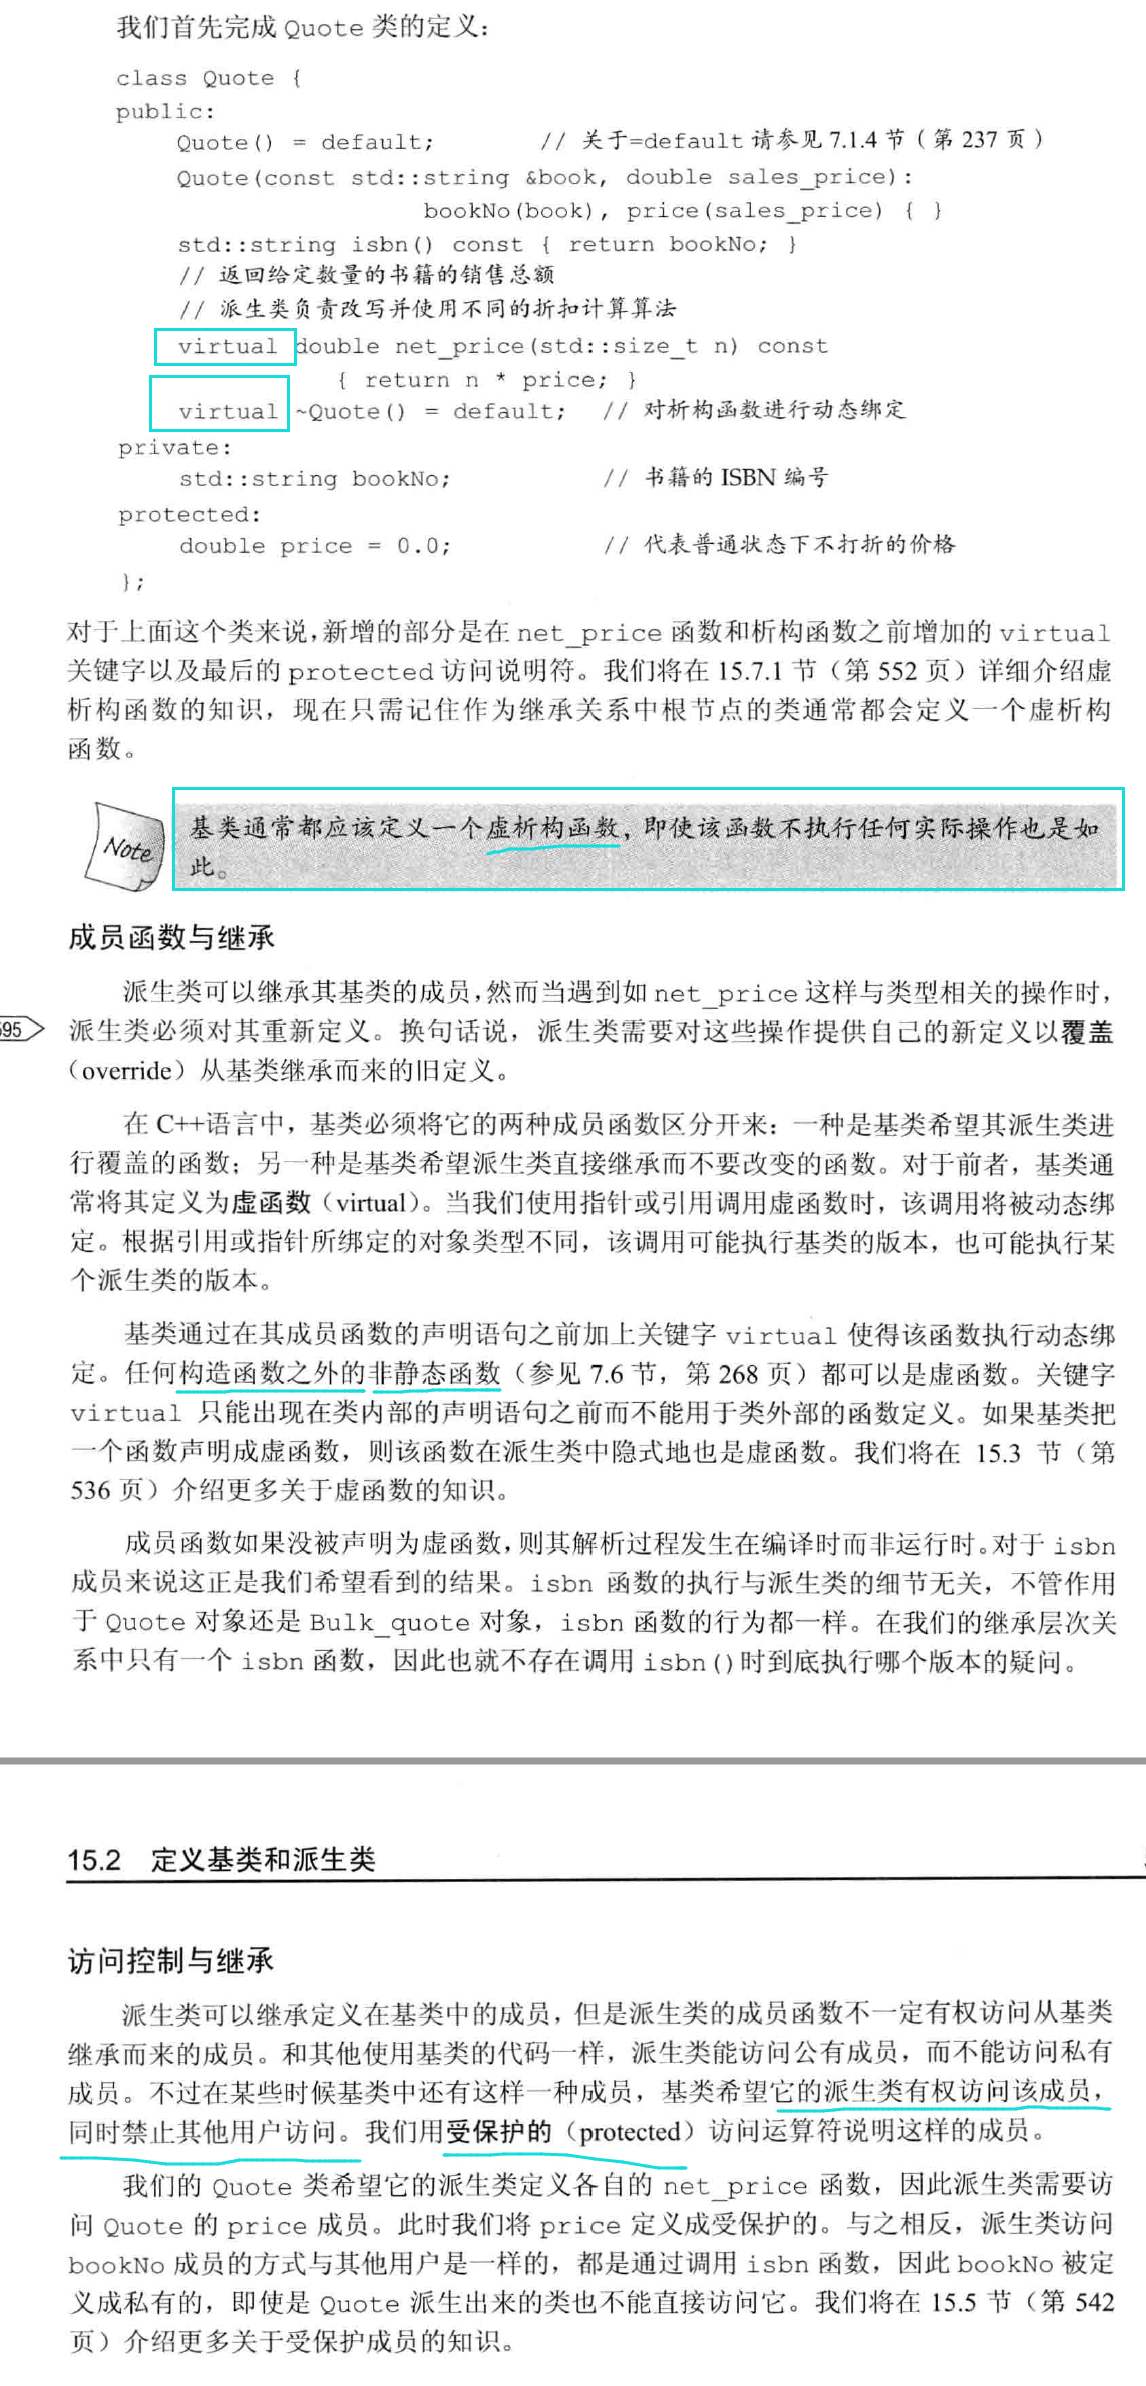 我们首先完成 Quote 类的定义：
class Quote {
public:
Quote() = default; // 关于=default 请参见 7.1.4 节（第 237 页）
Quote(const std::string &book, double sales_price):
bookNo(book), price(sales_price) { }
std::string isbn() const { return bookNo; }
// 返回给定数量的书籍的销售总额
// 派生类负责改写并使用不同的折扣计算算法
virtual double net_price(std::size_t n) const
{ return n * price; }
virtual ~Quote() = default; // 对析构函数进行动态绑定
private:
std::string bookNo; // 书籍的 ISBN 编号
protected:
double price = 0.0; // 代表普通状态下不打折的价格
};
对于上面这个类来说，新增的部分是在 net_price 函数和析构函数之前增加的 virtual
关键字以及最后的 protected 访问说明符。我们将在 15.7.1 节（第 552 页）详细介绍虚
析构函数的知识，现在只需记住作为继承关系中根节点的类通常都会定义一个虚析构
函数。
Note
基类通常都应该定义一个虚析构函数，即使该函数不执行任何实际操作也是如
此。
成员函数与继承
派生类可以继承其基类的成员，然而当遇到如 net_price 这样与类型相关的操作时，
595 派生类必须对其重新定义。换句话说，派生类需要对这些操作提供自己的新定义以覆盖
（override）从基类继承而来的旧定义。
在 C++语言中，基类必须将它的两种成员函数区分开来：一种是基类希望其派生类进
行覆盖的函数；另一种是基类希望派生类直接继承而不要改变的函数。对于前者，基类通
常将其定义为虚函数（virtual）。当我们使用指针或引用调用虚函数时，该调用将被动态绑
定。根据引用或指针所绑定的对象类型不同，该调用可能执行基类的版本，也可能执行某
个派生类的版本。
基类通过在其成员函数的声明语句之前加上关键字 virtual 使得该函数执行动态绑
定。任何构造函数之外的非静态函数（参见 7.6 节，第 268 页）都可以是虚函数。关键字
virtual 只能出现在类内部的声明语句之前而不能用于类外部的函数定义。如果基类把
一个函数声明成虚函数，则该函数在派生类中隐式地也是虚函数。我们将在 15.3 节（第
536 页）介绍更多关于虚函数的知识。
成员函数如果没被声明为虚函数，则其解析过程发生在编译时而非运行时。对于 isbn
成员来说这正是我们希望看到的结果。isbn 函数的执行与派生类的细节无关，不管作用
于 Quote 对象还是 Bulk_quote 对象，isbn 函数的行为都一样。在我们的继承层次关
系中只有一个 isbn 函数，因此也就不存在调用 isbn()时到底执行哪个版本的疑问。
15.2 定义基类和派生类
访问控制与继承
派生类可以继承定义在基类中的成员，但是派生类的成员函数不一定有权访问从基类
继承而来的成员。和其他使用基类的代码一样，派生类能访问公有成员，而不能访问私有
成员。不过在某些时候基类中还有这样一种成员，基类希望它的派生类有权访问该成员，
同时禁止其他用户访问。我们用受保护的（protected）访问运算符说明这样的成员。
我们的 Quote 类希望它的派生类定义各自的 net_price 函数，因此派生类需要访
问 Quote 的 price 成员。此时我们将 price 定义成受保护的。与之相反，派生类访问
bookNo 成员的方式与其他用户是一样的，都是通过调用 isbn 函数，因此 bookNo 被定
义成私有的，即使是 Quote 派生出来的类也不能直接访问它。我们将在 15.5 节（第 542
页）介绍更多关于受保护成员的知识。